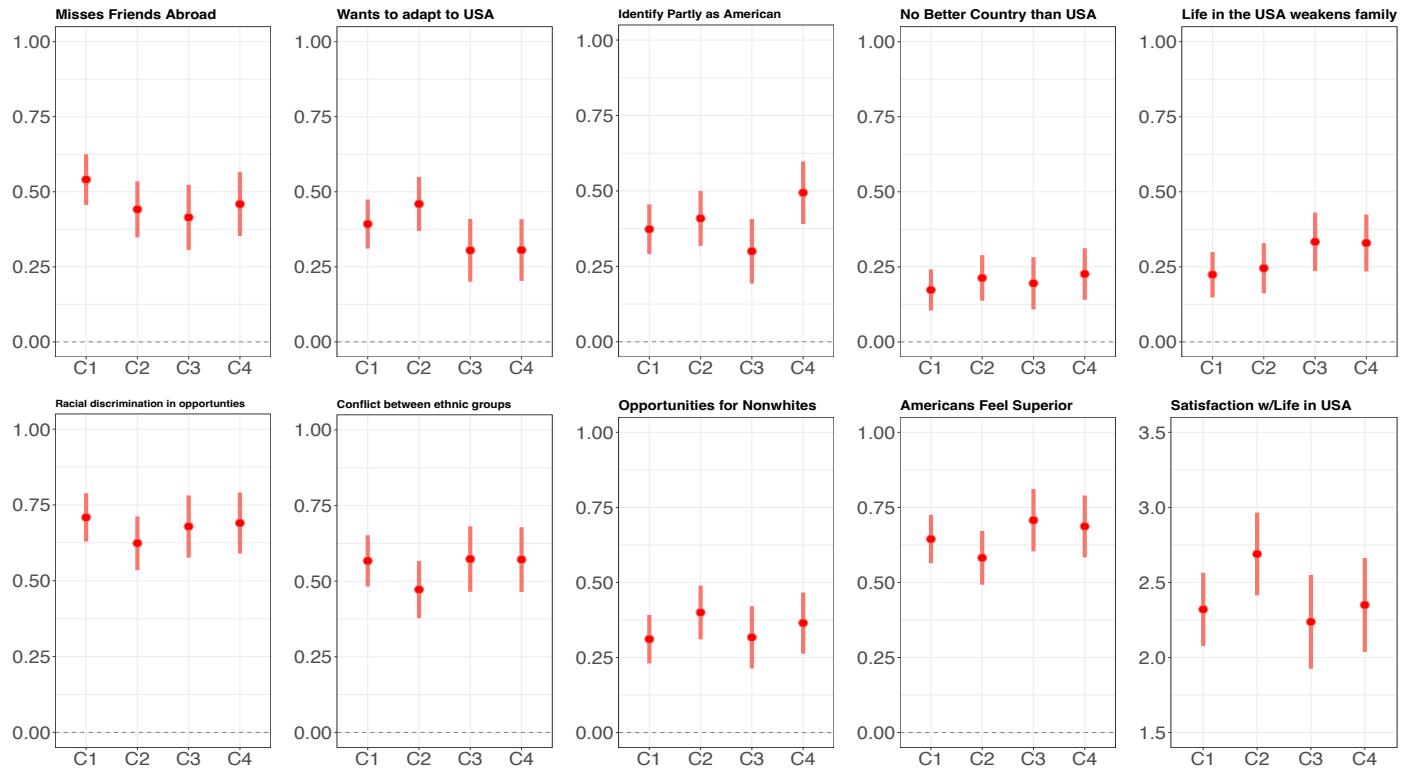 Misses Friends Abroad
1.00
0.75
0.50
0.25
0.00
C1 C2 C3 C4
Wants to adapt to USA
1.00
0.75
0.50
0.25
0.00
C1 C2 C3 C4
Identify Partly as American
1.00
0.75
0.50
0.25
0.00
C1 C2 C3 C4
No Better Country than USA
1.00
0.75
0.50
0.25
0.00
C1 C2 C3 C4
Life in the USA weakens family
1.00
0.75
0.50
0.25
0.00
C1 C2 C3 C4
Racial discrimination in opportunties
1.00
0.75
0.50
0.25
0.00
C1 C2 C3 C4
Conflict between ethnic groups
1.00
0.75
0.50
0.25
0.00
C1 C2 C3 C4
Opportunities for Nonwhites
1.00
0.75
0.50
0.25
0.00
C1 C2 C3 C4
Americans Feel Superior
1.00
0.75
0.50
0.25
0.00
C1 C2 C3 C4
Satisfaction w/Life in USA
3.5
3.0
2.5
2.0
1.5
C1 C2 C3 C4